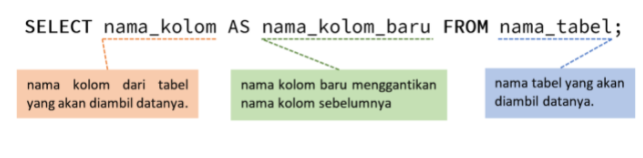 SELECT nama_kolom AS nama_kolom_baru FROM nama_tabel;
nama kolom dari tabel
yang akan diambil datanya.
nama kolom baru menggantikan
nama kolom sebelumnya
nama tabel yang akan
diambil datanya.